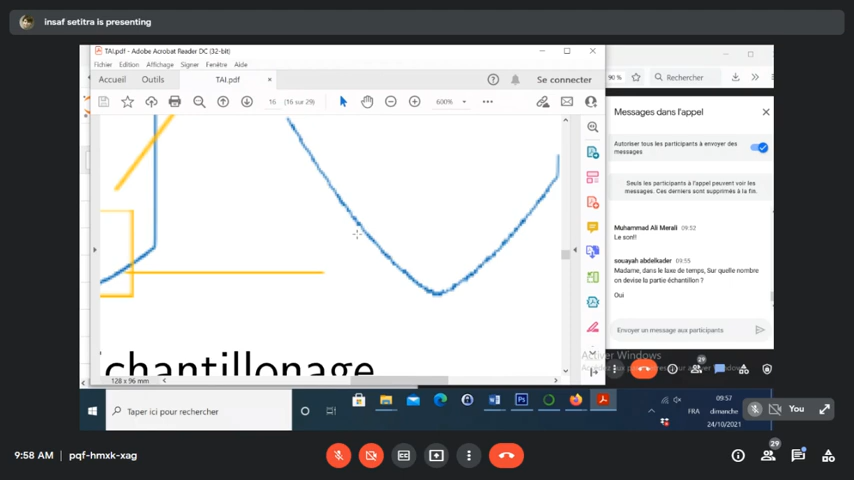 insaf setitra is presenting
TAI.pdf - Adobe Acrobat Reader DC (32-bit)
Fichier Edition Affichage Signer Fenêtre Aide
Accueil Outils TAI.pdf × Se connecter
16 (16 sur 29) 600%
chantillonage
128 x 96 mm
90 % Rechercher
Messages dans l'appel
Autoriser tous les participants à envoyer des
messages
Seuls les participants à l'appel peuvent voir les
messages. Ces derniers sont supprimés à la fin.
Muhammad Ali Merali 09:52
Le son!!
souayah abdelkader 09:55
Madame, dans le laxe de temps, Sur quelle nombre
on devise la partie échantillon ?
Oui
Envoyer un message aux participants
Activer Windows
29
Taper ici pour rechercher
FRA
09:57
dimanche
24/10/2021
You
9:58 AM pqf-hmxk-xag
29